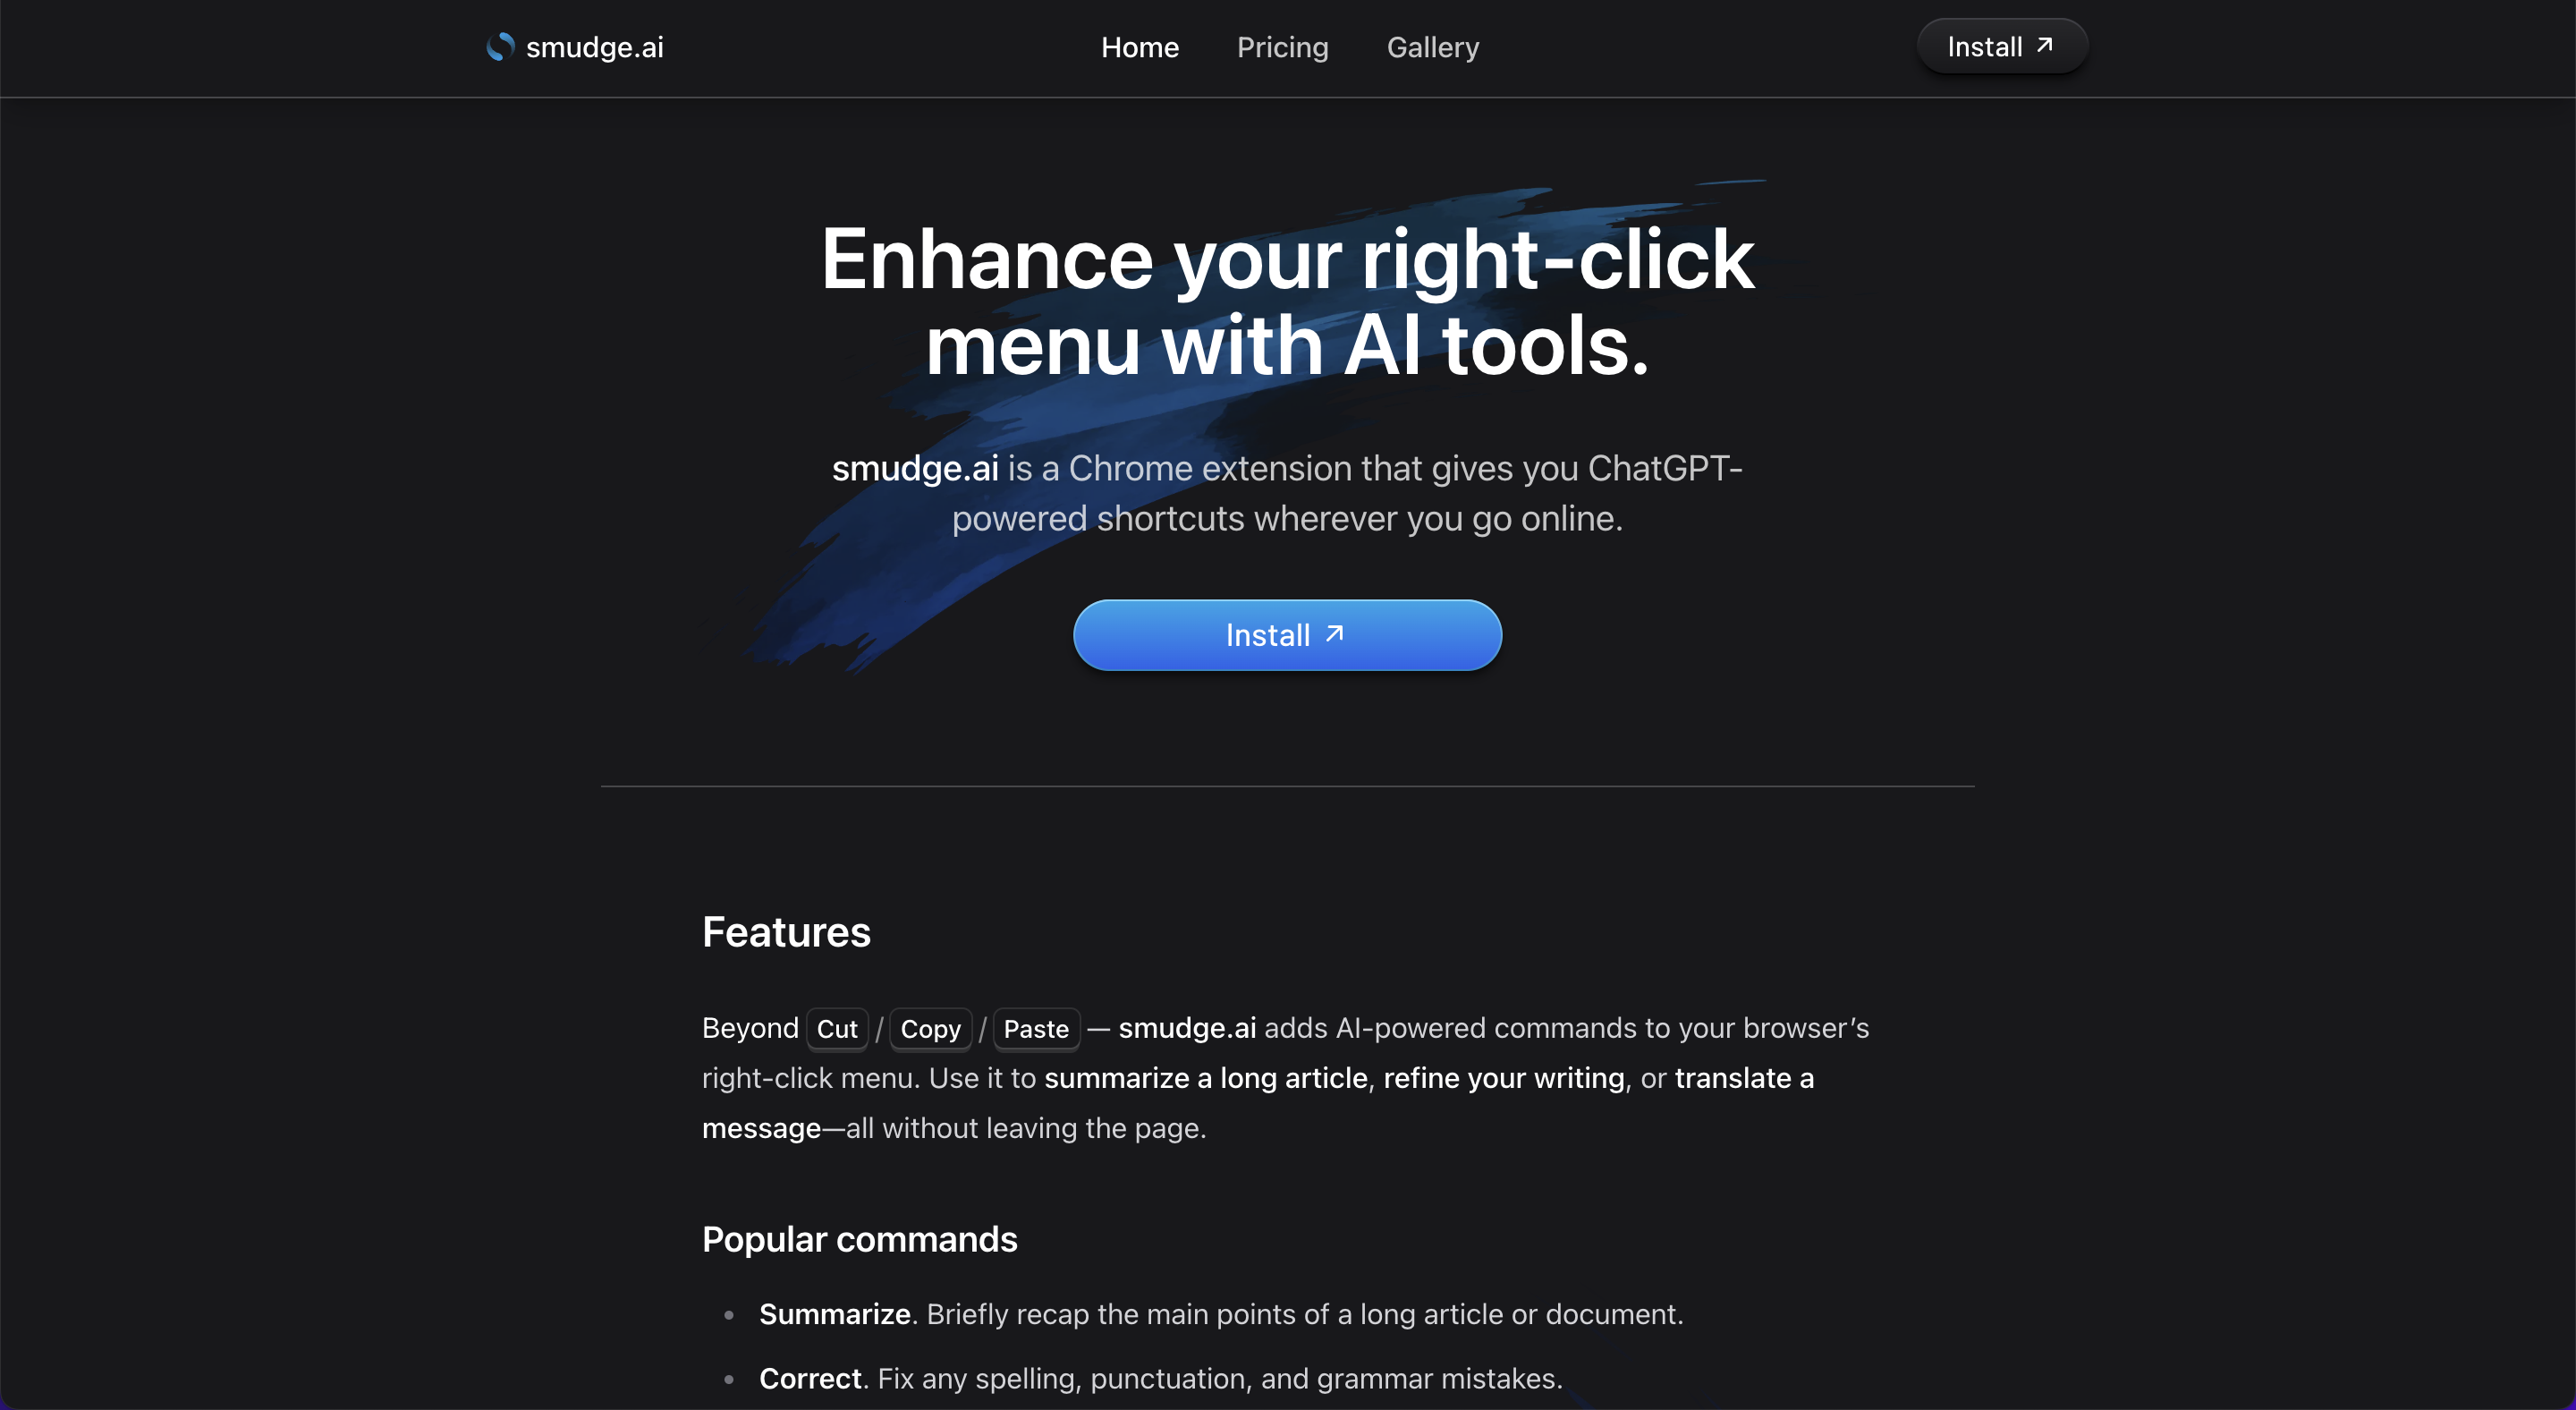 smudge.ai
Home
Pricing
Gallery
Install ↗
Enhance your right-click
menu with AI tools.
smudge.ai is a Chrome extension that gives you ChatGPT-
powered shortcuts wherever you go online.
Install ↗
Features
Beyond Cut / Copy / Paste — smudge.ai adds AI-powered commands to your browser’s
right-click menu. Use it to summarize a long article, refine your writing, or translate a
message—all without leaving the page.
Popular commands
• Summarize. Briefly recap the main points of a long article or document.
• Correct. Fix any spelling, punctuation, and grammar mistakes.